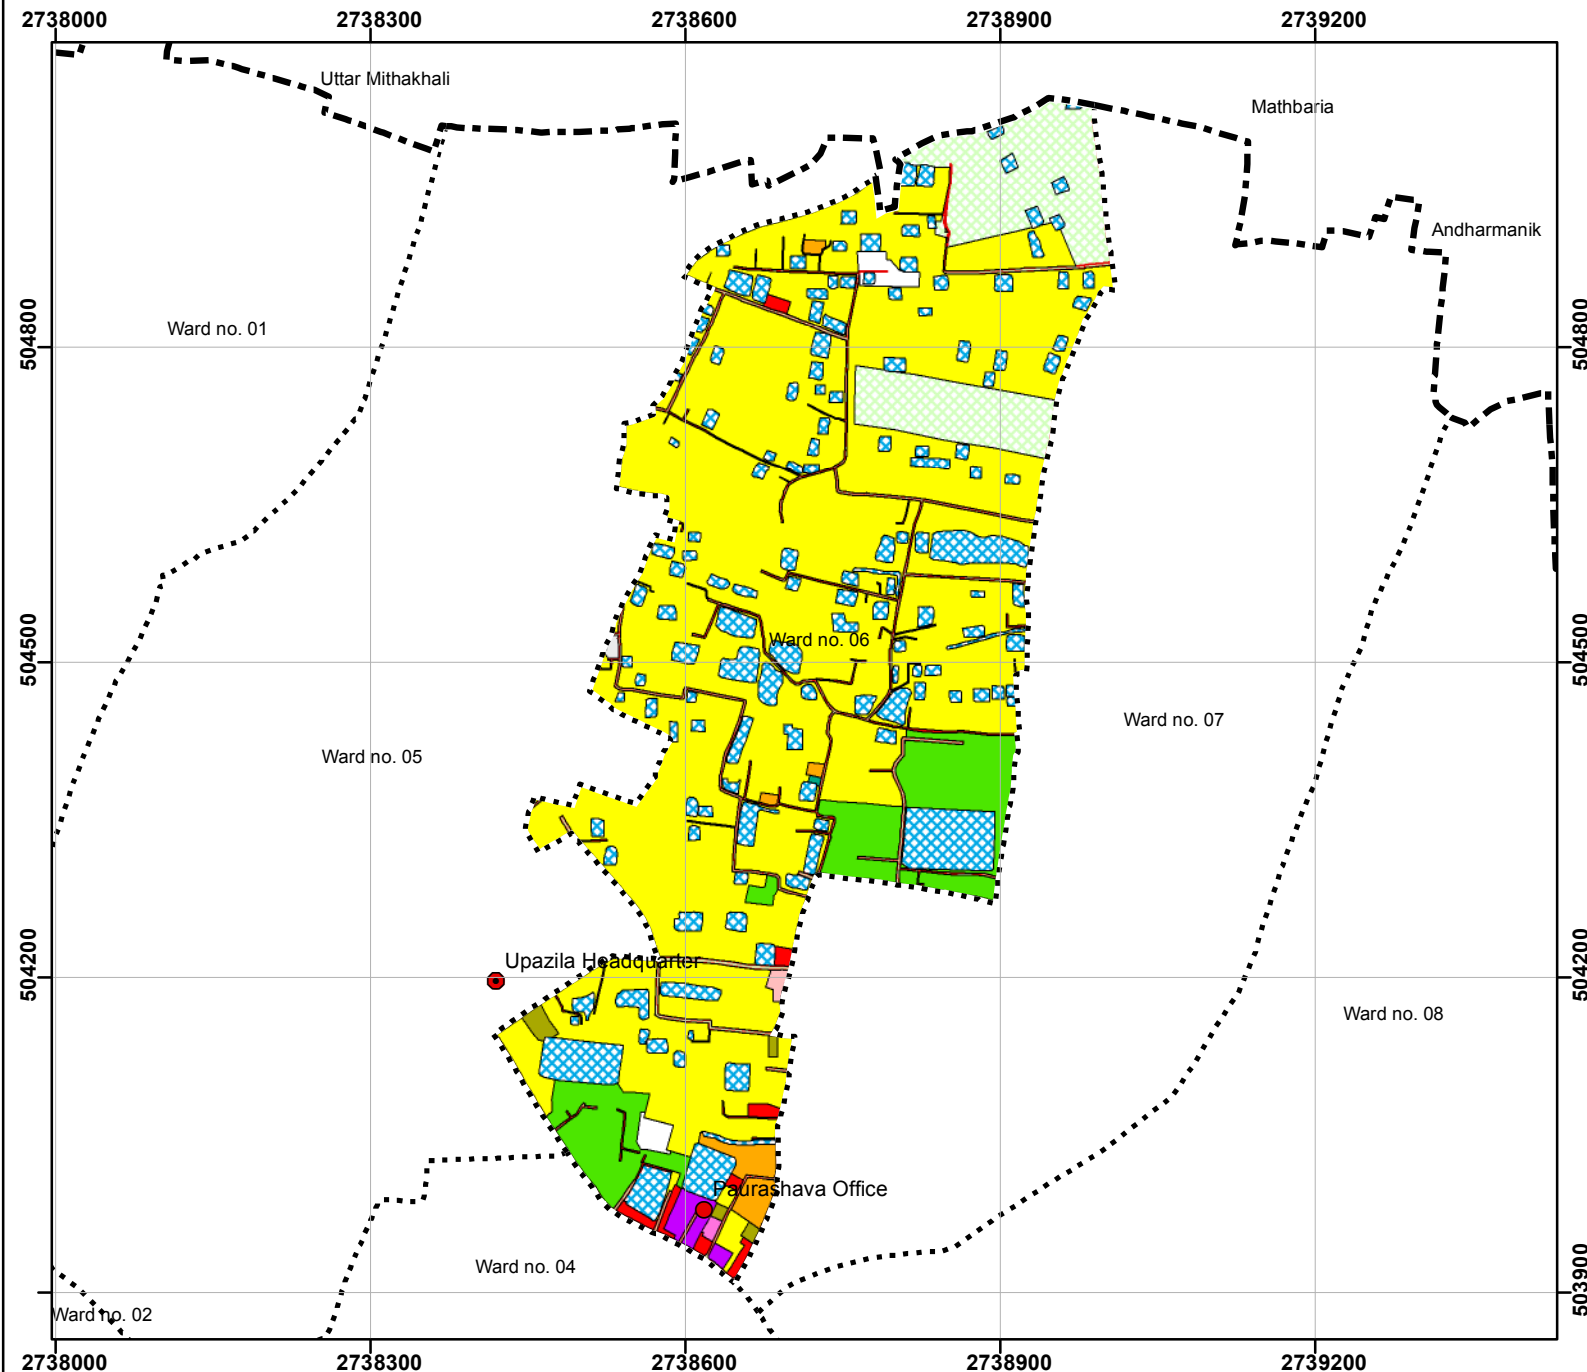 2738000 2738300 2738600 2738900 2739200
Uttar Mithakhali
Mathbaria
Andharmanik
Ward no. 01
504800 504800
Ward no. 06
504500 504500
Ward no. 07
Ward no. 05
Upazila Headquarter
504200 504200
Ward no. 08
Paurashava Office
Ward no. 04
503900 503900
Ward no. 02
2738000 2738300 2738600 2738900 2739200